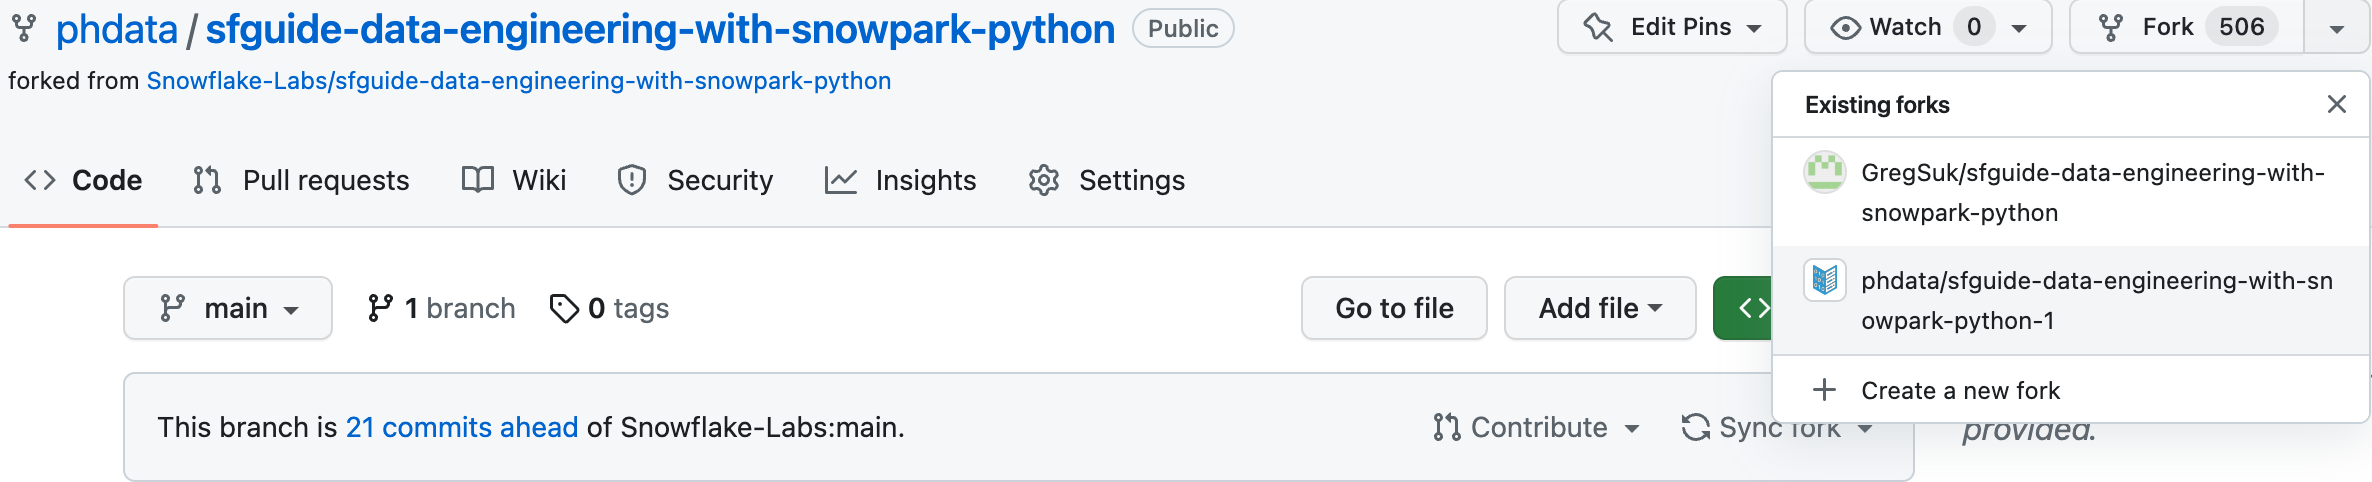 phdata / sfguide-data-engineering-with-snowpark-python Public
Edit Pins Watch 0 Fork 506
forked from Snowflake-Labs/sfguide-data-engineering-with-snowpark-python
Existing forks
GregSuk/sfguide-data-engineering-with-
snowpark-python
phdata/sfguide-data-engineering-with-sn
owpark-python-1
Create a new fork
Code Pull requests Wiki Security Insights Settings
main 1 branch 0 tags Go to file Add file
This branch is 21 commits ahead of Snowflake-Labs:main. Contribute Sync fork
provided.